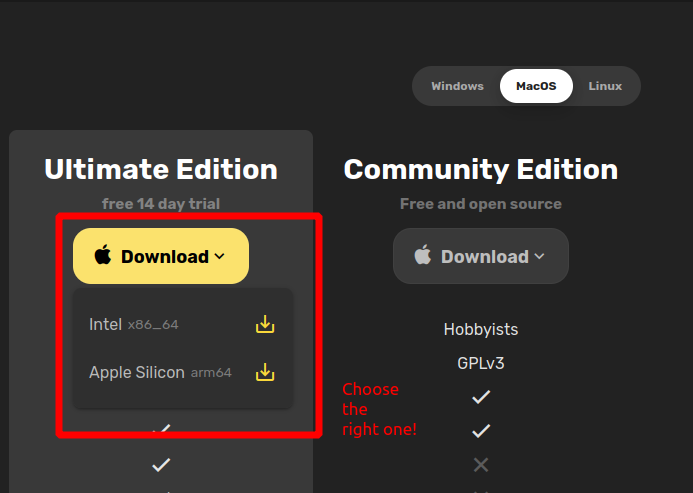 Windows MacOS Linux
Ultimate Edition
free 14 day trial
Download
Intel x86_64
Apple Silicon arm64
Community Edition
Free and open source
Download
Hobbyists
GPLv3
Choose
the
right one!